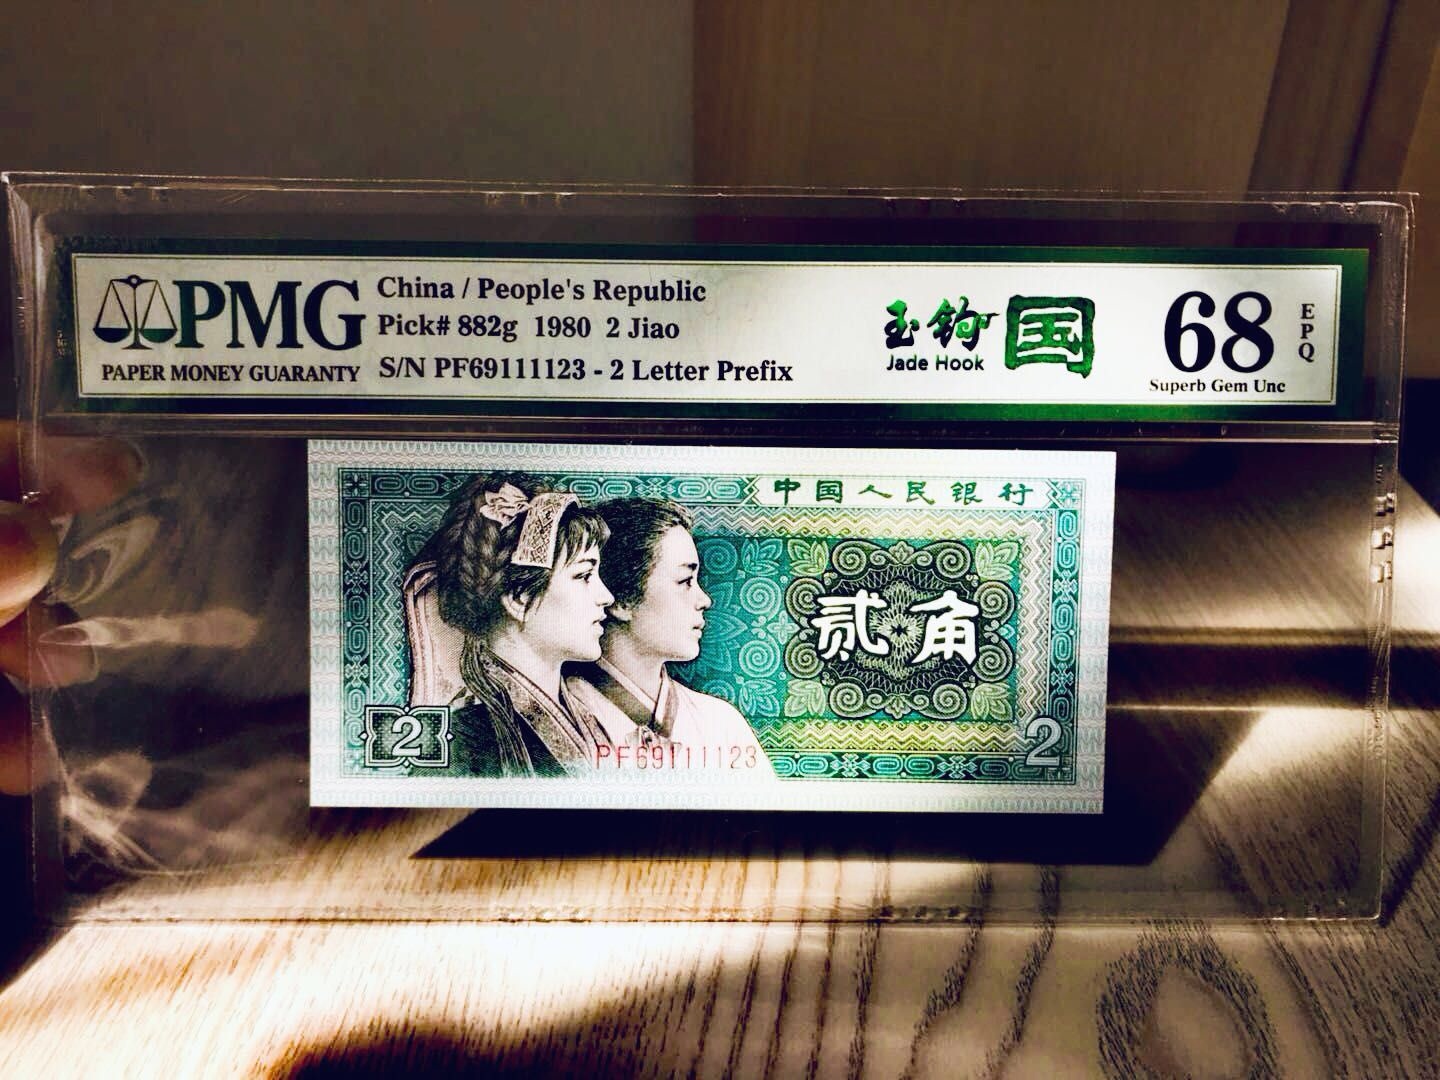 PMG
PAPER MONEY GUARANTY
China / People's Republic
Pick# 882g 1980 2 Jiao
S/N PF69111123 - 2 Letter Prefix
玉钩国
Jade Hook
68
EPQ
Superb Gem Unc
中国人民银行
贰角
2
2
PF69111123